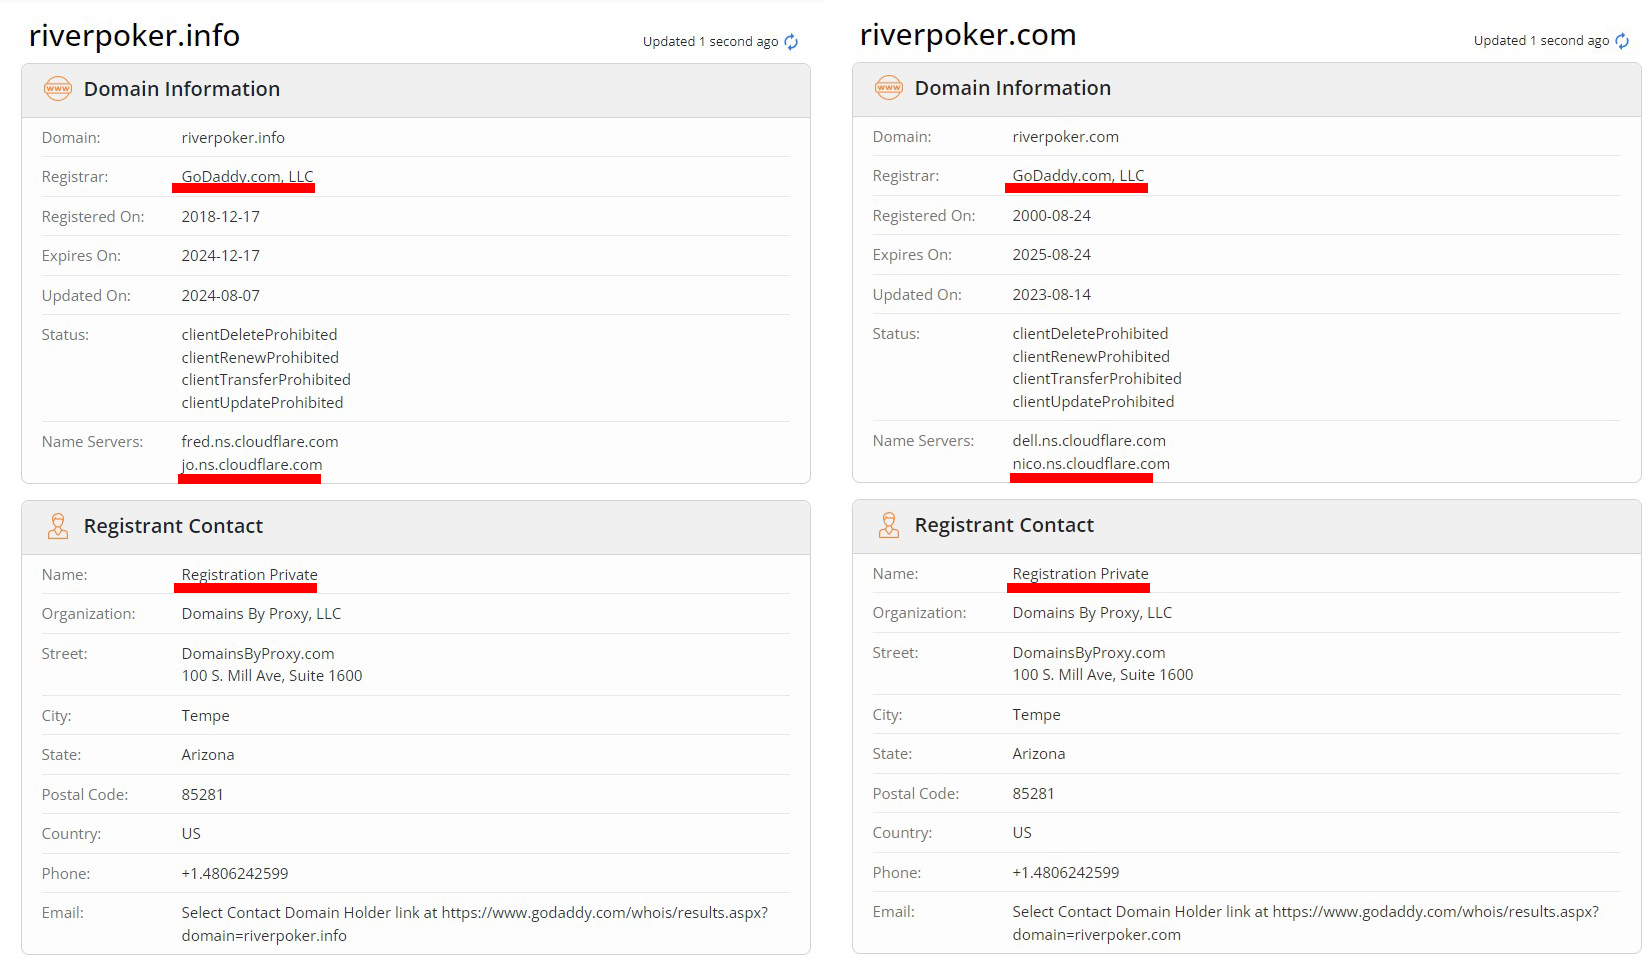 riverpoker.info
Updated 1 second ago
www
Domain Information
Domain: riverpoker.info
Registrar: GoDaddy.com, LLC
Registered On: 2018-12-17
Expires On: 2024-12-17
Updated On: 2024-08-07
Status: clientDeleteProhibited
clientRenewProhibited
clientTransferProhibited
clientUpdateProhibited
Name Servers: fred.ns.cloudflare.com
jo.ns.cloudflare.com
Registrant Contact
Name: Registration Private
Organization: Domains By Proxy, LLC
Street: DomainsByProxy.com
100 S. Mill Ave, Suite 1600
City: Tempe
State: Arizona
Postal Code: 85281
Country: US
Phone: +1.4806242599
Email: Select Contact Domain Holder link at https://www.godaddy.com/whois/results.aspx?
domain=riverpoker.info
riverpoker.com
Updated 1 second ago
www
Domain Information
Domain: riverpoker.com
Registrar: GoDaddy.com, LLC
Registered On: 2000-08-24
Expires On: 2025-08-24
Updated On: 2023-08-14
Status: clientDeleteProhibited
clientRenewProhibited
clientTransferProhibited
clientUpdateProhibited
Name Servers: dell.ns.cloudflare.com
nico.ns.cloudflare.com
Registrant Contact
Name: Registration Private
Organization: Domains By Proxy, LLC
Street: DomainsByProxy.com
100 S. Mill Ave, Suite 1600
City: Tempe
State: Arizona
Postal Code: 85281
Country: US
Phone: +1.4806242599
Email: Select Contact Domain Holder link at https://www.godaddy.com/whois/results.aspx?
domain=riverpoker.com